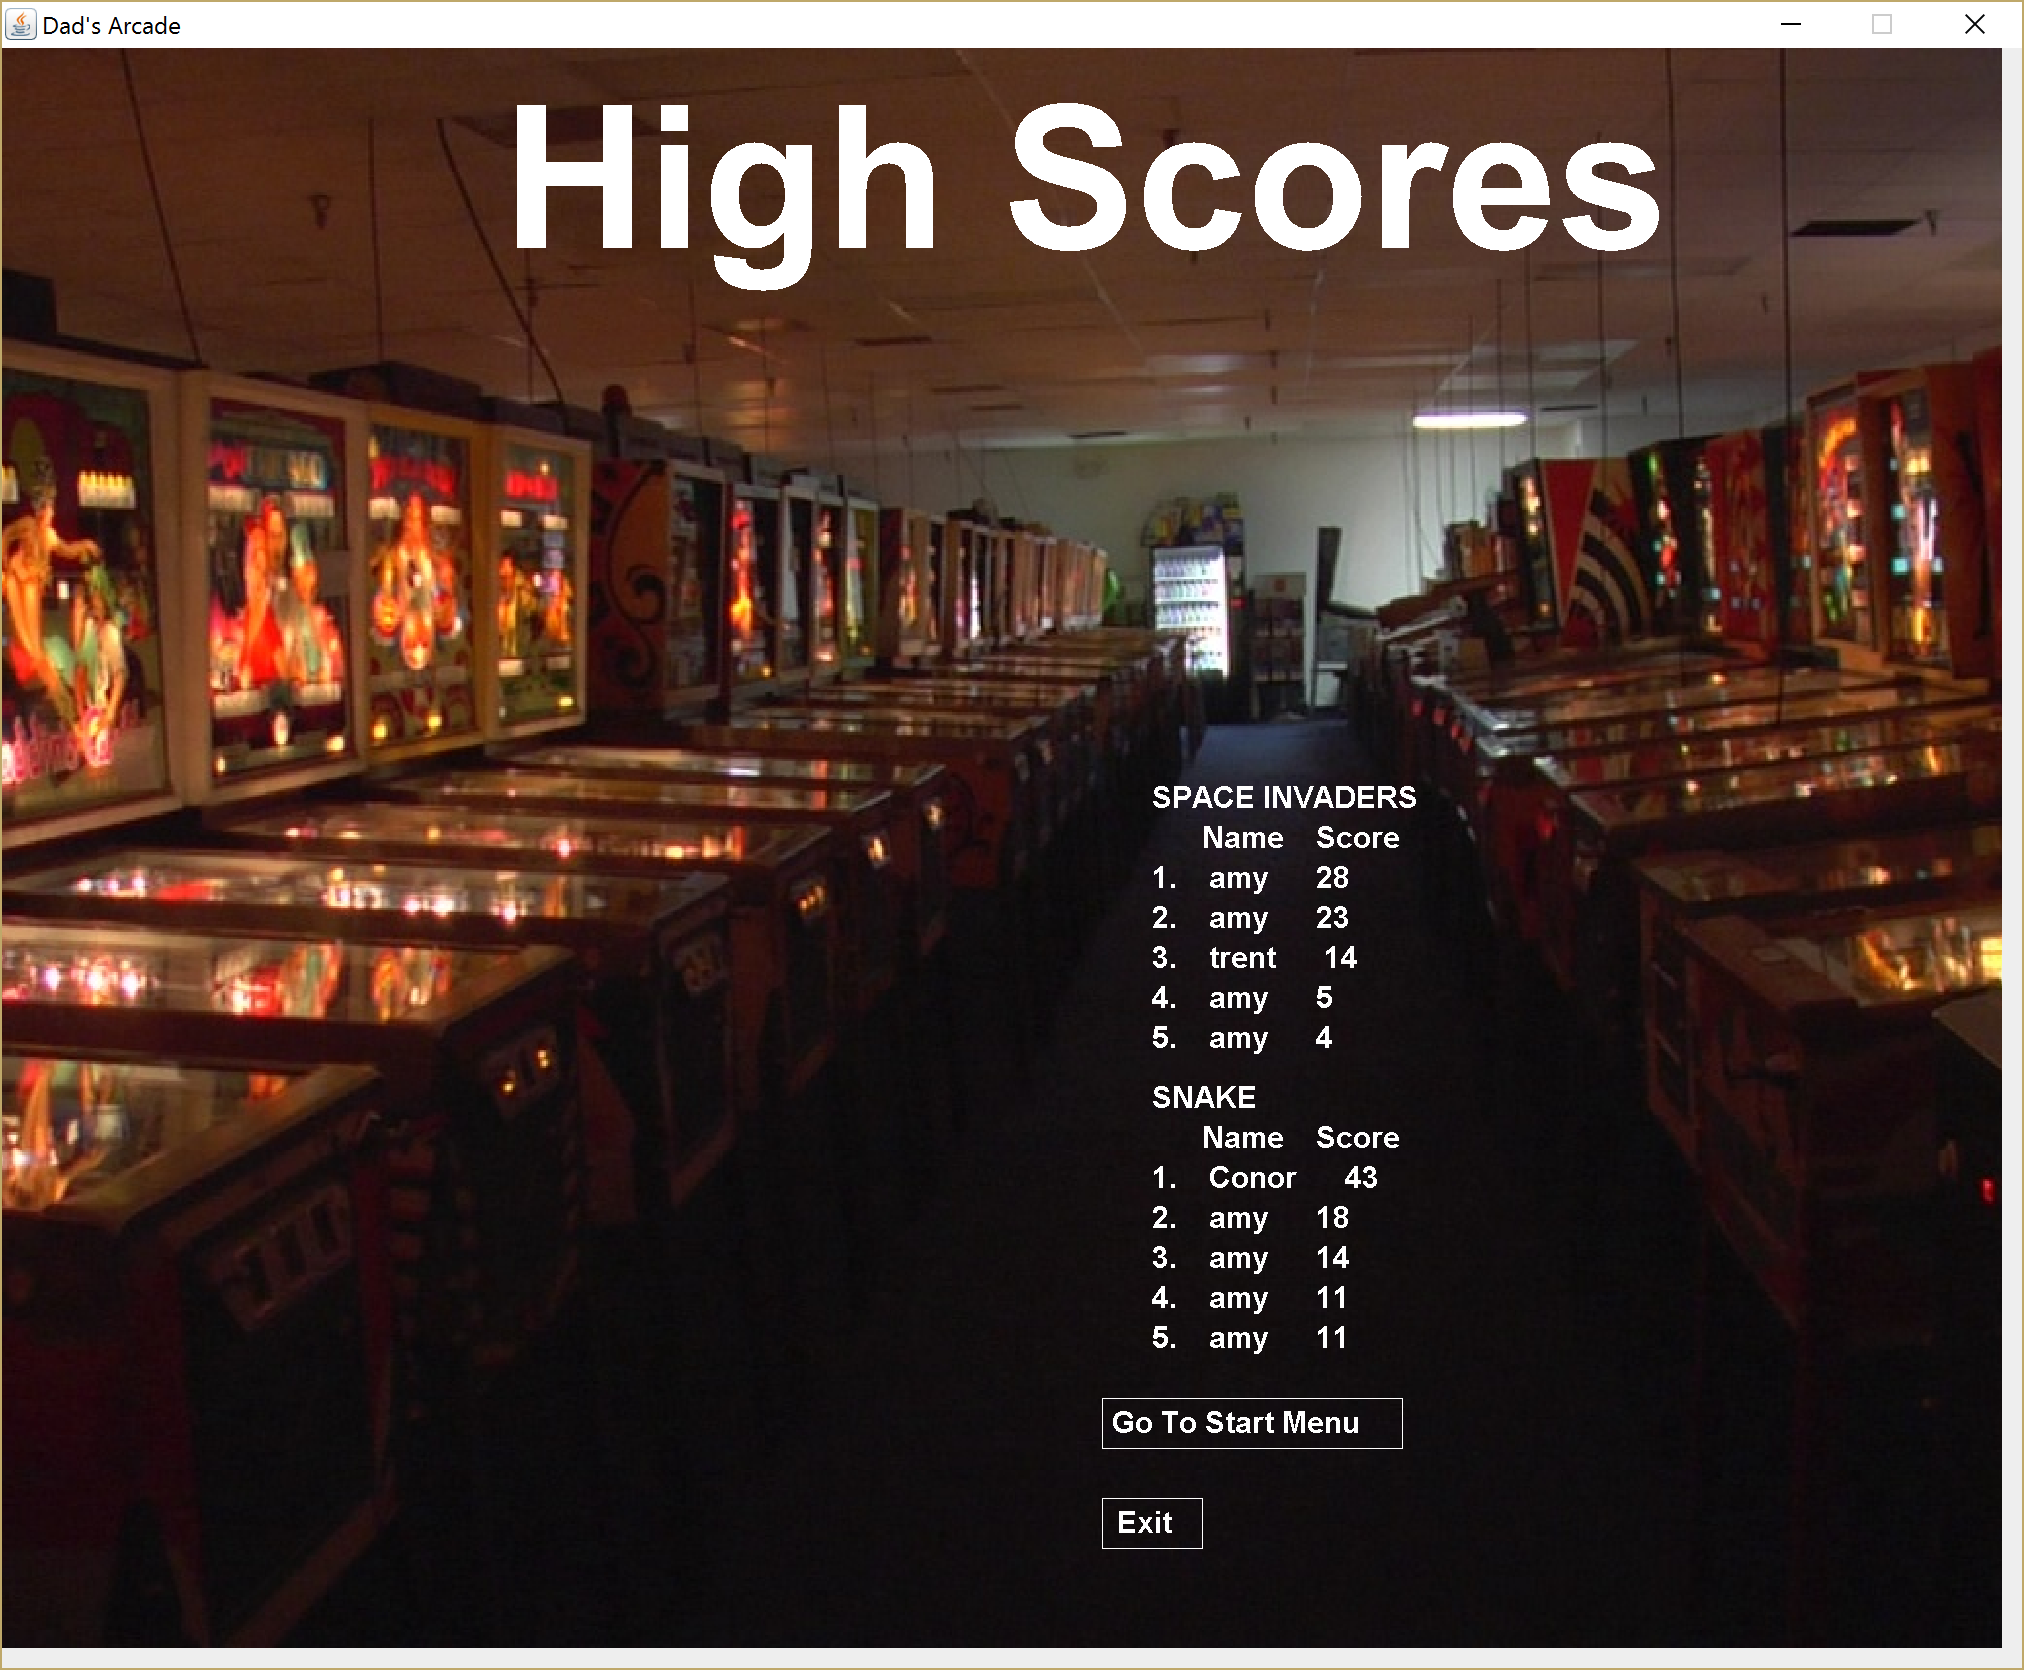 Dad's Arcade
High Scores
SPACE INVADERS
Name Score
1. amy 28
2. amy 23
3. trent 14
4. amy 5
5. amy 4
SNAKE
Name Score
1. Conor 43
2. amy 18
3. amy 14
4. amy 11
5. amy 11
Go To Start Menu
Exit